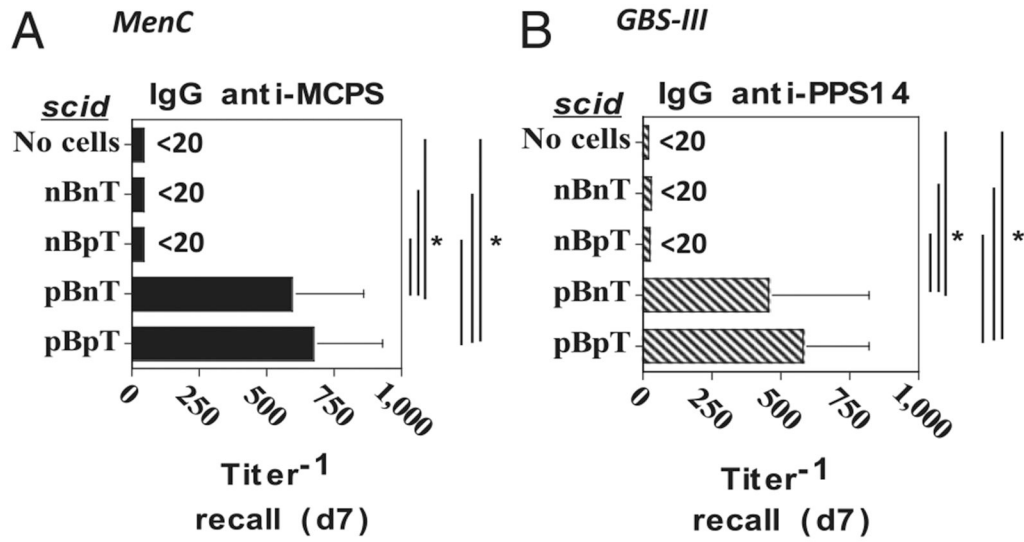 A
MenC
scid
IgG anti-MCPS
No cells
<20
nBnT
<20
nBpT
<20
pBnT
pBpT
*
*
0
250
500
750
1,000
Titer-1
recall (d7)
B
GBS-III
scid
IgG anti-PPS14
No cells
<20
nBnT
<20
nBpT
<20
pBnT
pBpT
*
*
0
250
500
750
1,000
Titer-1
recall (d7)